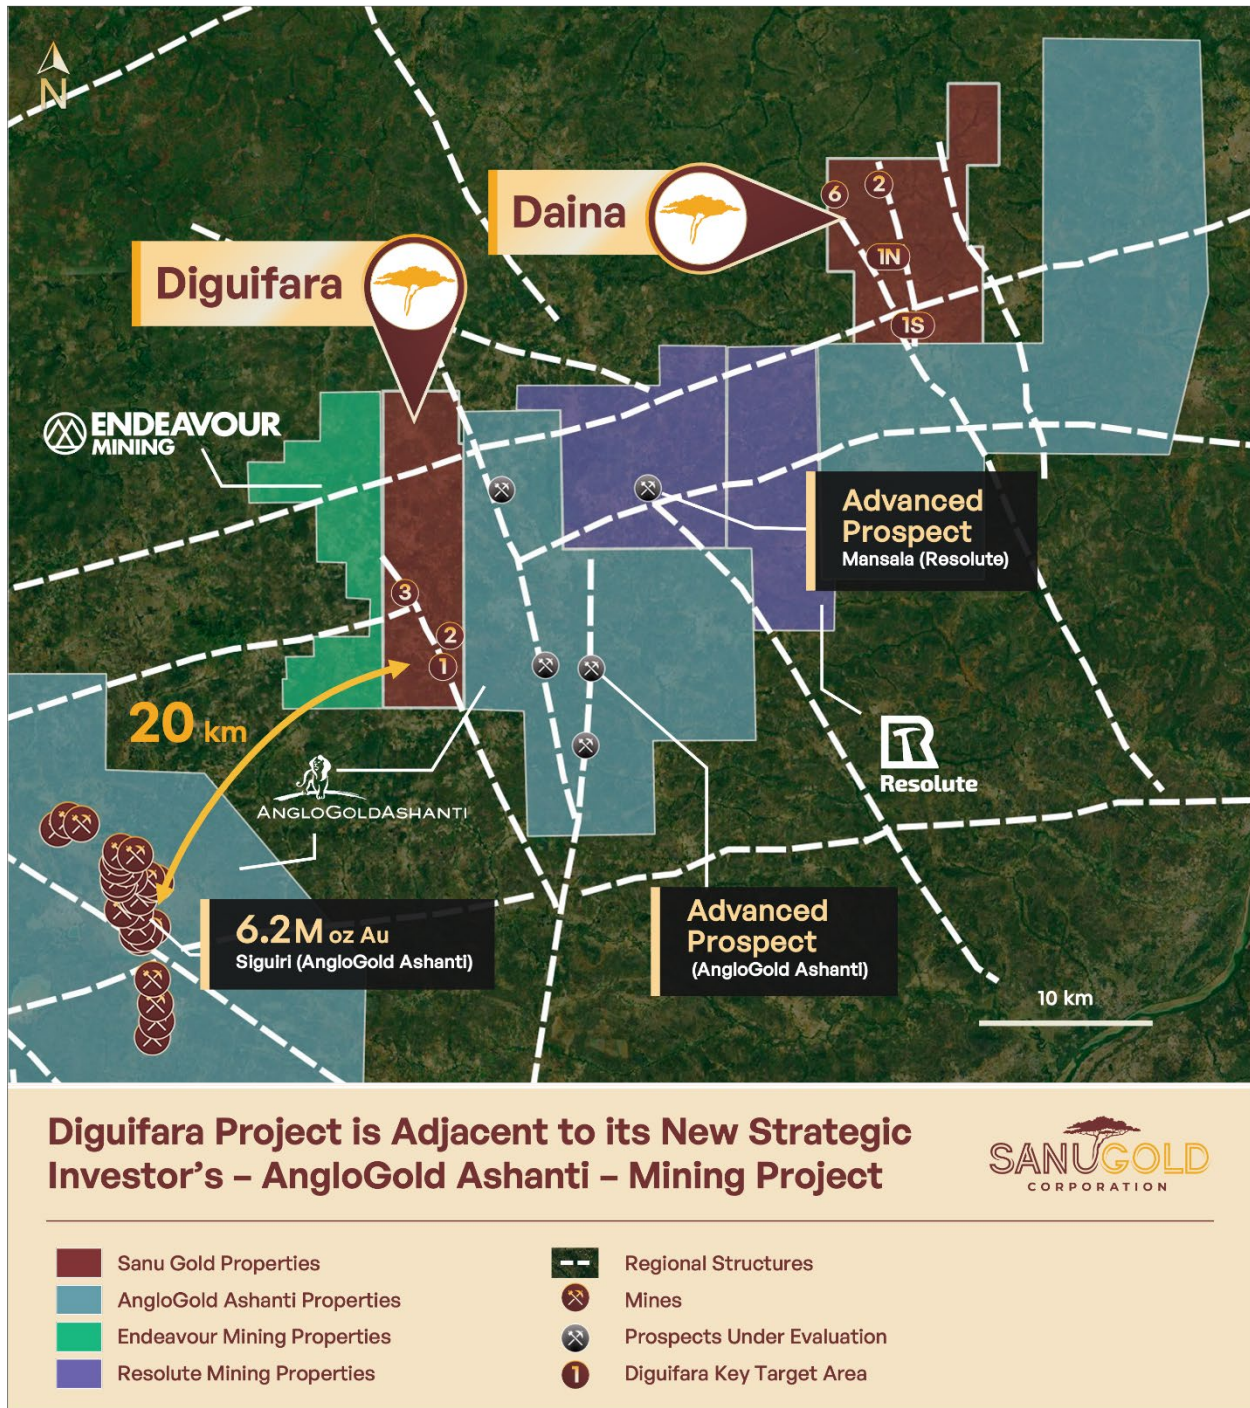 N
Daina
6
2
1N
1S
Diguifara
ENDEAVOUR
MINING
Advanced
Prospect
Mansala (Resolute)
3
2
1
20 km
ANGLOGOLDASHANTI
R
Resolute
6.2M oz Au
Siguiri (AngloGold Ashanti)
Advanced
Prospect
(AngloGold Ashanti)
10 km
Diguifara Project is Adjacent to its New Strategic
Investor's – AngloGold Ashanti – Mining Project
SANUGOLD
CORPORATION
Sanu Gold Properties
AngloGold Ashanti Properties
Endeavour Mining Properties
Resolute Mining Properties
Regional Structures
Mines
Prospects Under Evaluation
1 Diguifara Key Target Area